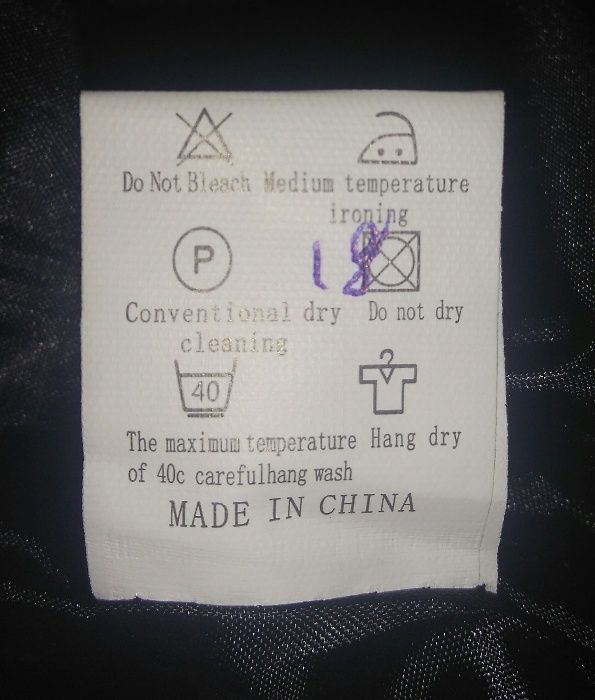 Do Not Bleach Medium temperature
ironing
P
18
Conventional dry Do not dry
cleaning
40
The maximum temperature Hang dry
of 40c carefulhang wash
MADE IN CHINA